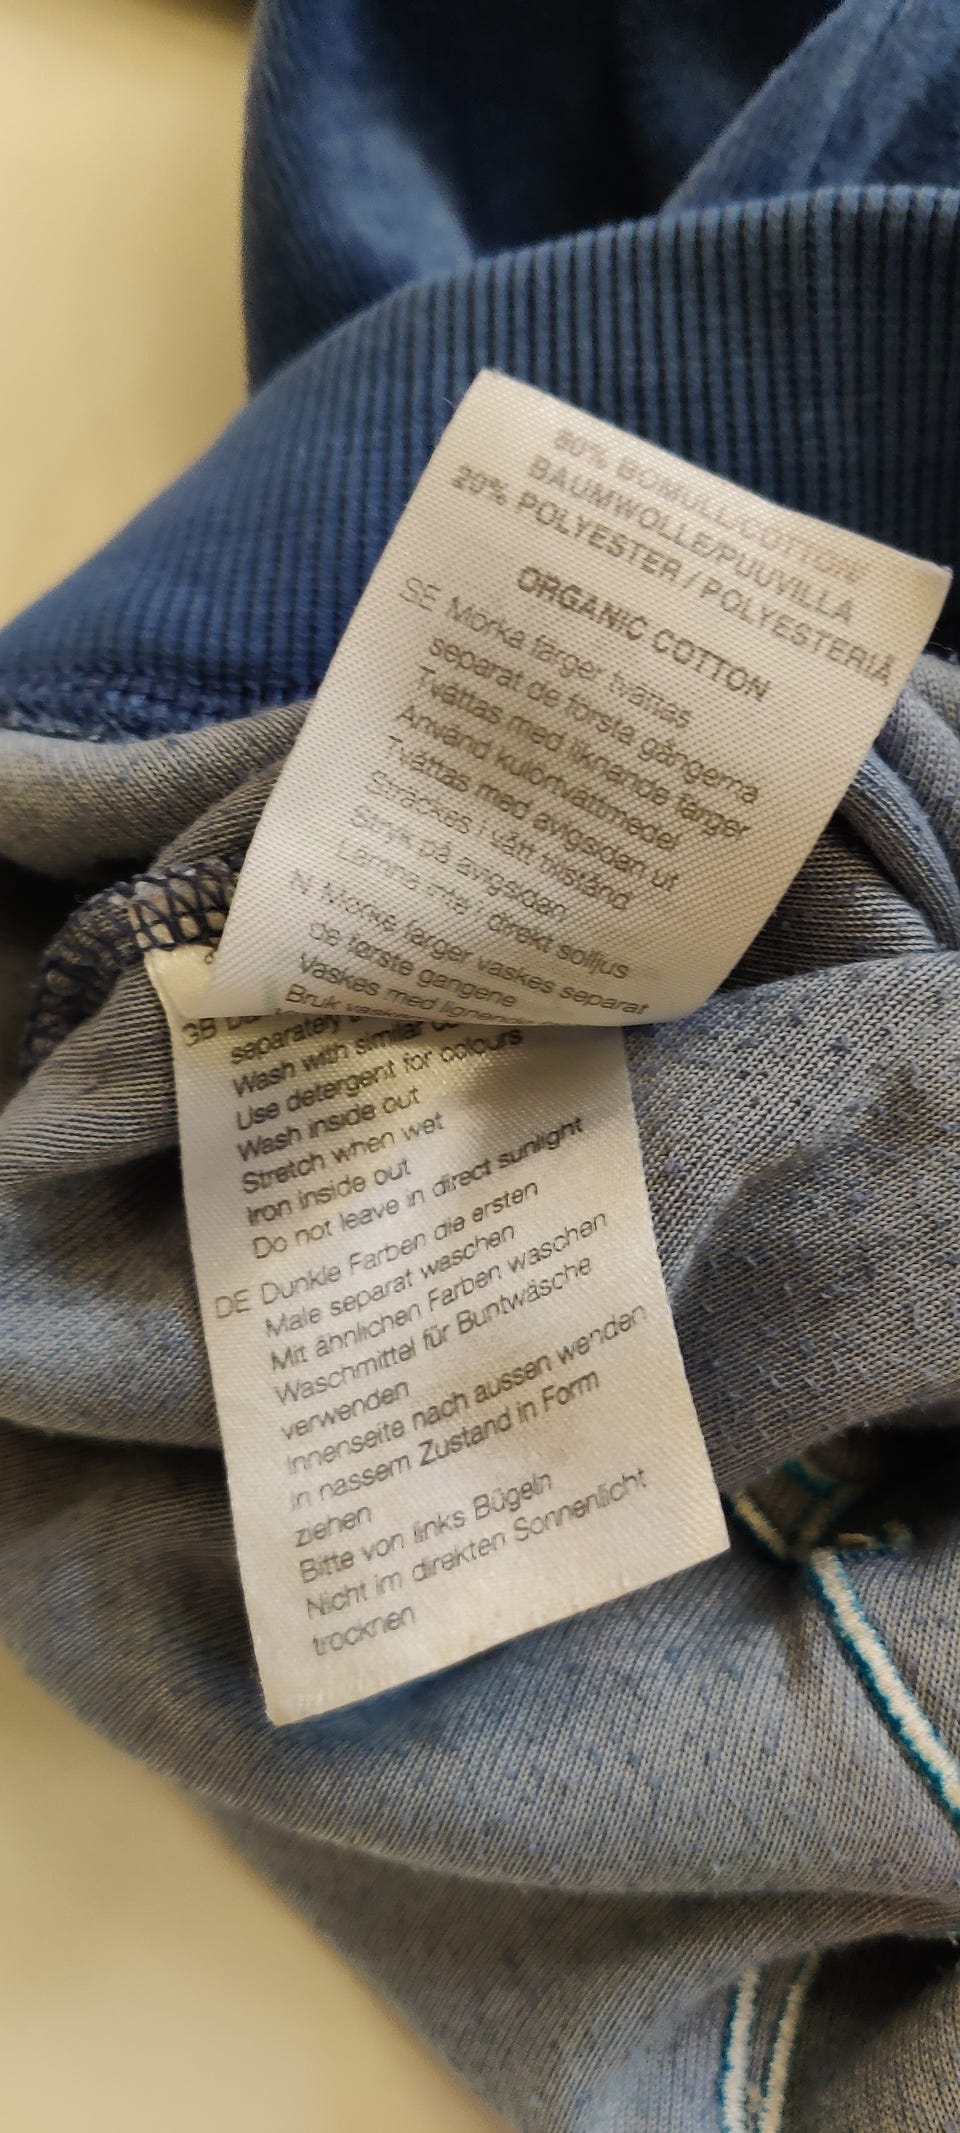 80% BOMULL/COTTON/
BAUMWOLLE/PUUVILLA
20% POLYESTER / POLYESTERIÄ
ORGANIC COTTON
SE Mörka färger tvättas
separat de första gångerna
Tvättas med liknande färger
Använd kulörtvättmedel
Tvättas med avigsidan ut
Sträckes i vått tillstånd
Stryk på avigsidan
Lämna inte i direkt solljus
N Mörke farger vaskes separat
de første gangene
Vaskes med lignende
Bruk
GB
separately
Wash with similar
Use detergent for colours
Wash inside out
Stretch when wet
Iron inside out
Do not leave in direct sunlight
DE Dunkle Farben die ersten
Male separat waschen
Mit ähnlichen Farben waschen
Waschmittel für Buntwäsche
verwenden
Innenseite nach aussen wenden
In nassem Zustand in Form
ziehen
Bitte von links Bügeln
Nicht im direkten Sonnenlicht
trocknen